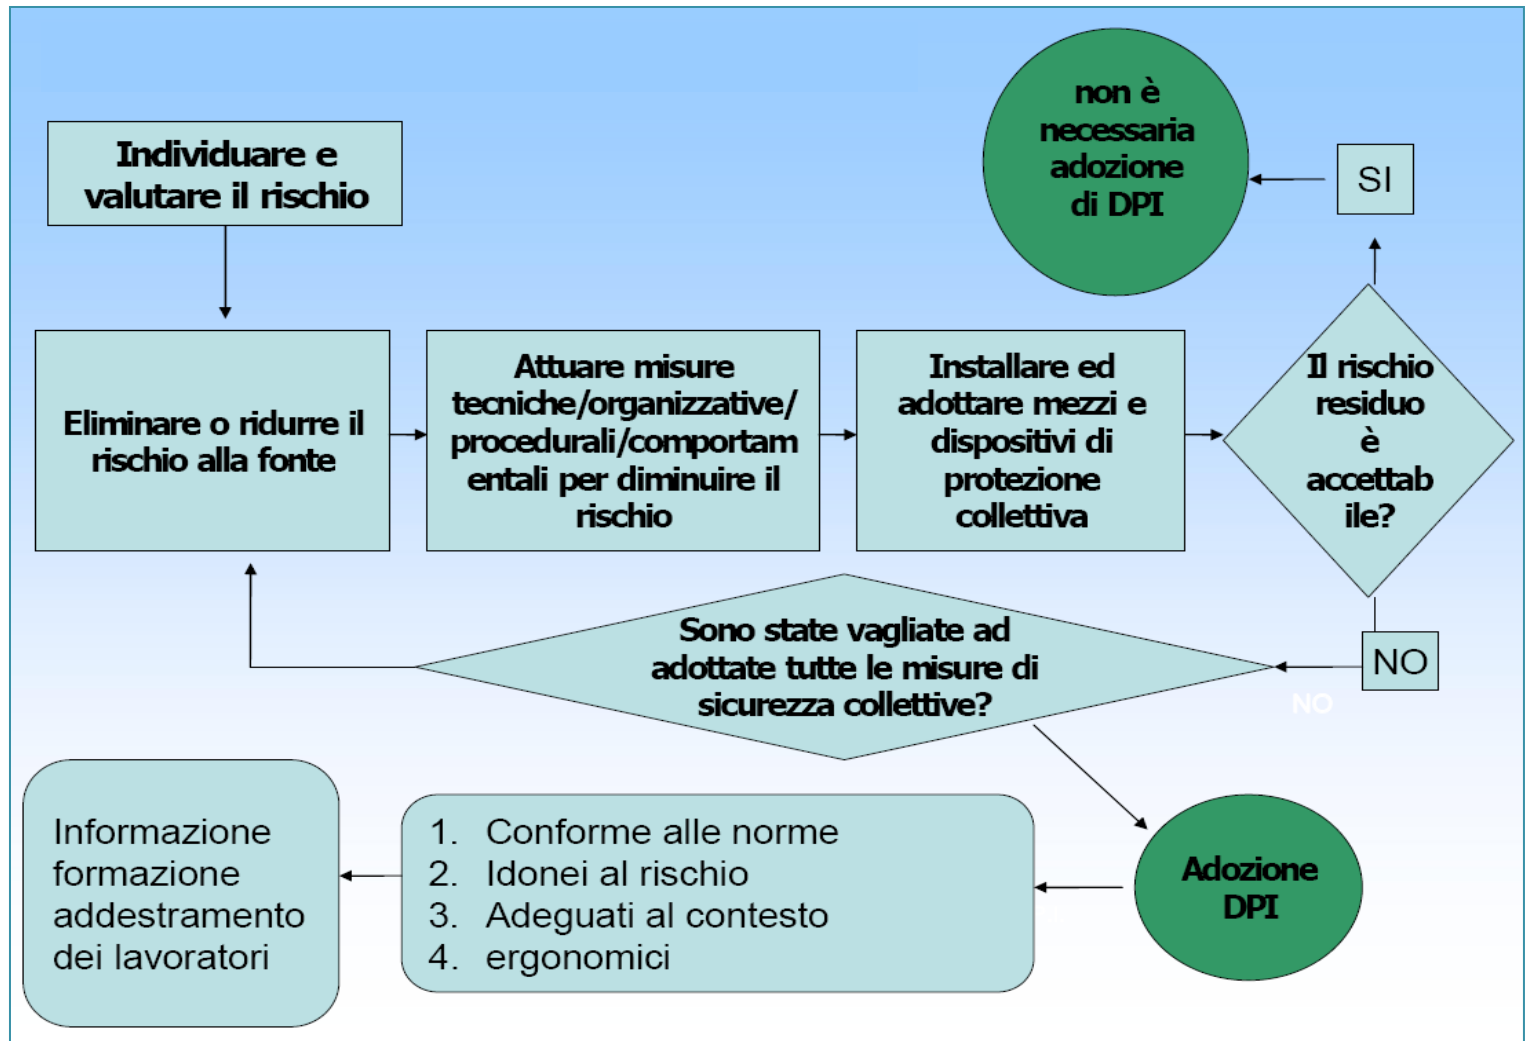 Individuare e
valutare il rischio
non è
necessaria
adozione
di DPI
SI
Eliminare o ridurre il
rischio alla fonte
Attuare misure
tecniche/organizzative/
procedurali/comportam
entali per diminuire il
rischio
Installare ed
adottare mezzi e
dispositivi di
protezione
collettiva
Il rischio
residuo
è
accettab
ile?
Sono state vagliate ad
adottate tutte le misure di
sicurezza collettive?
NO
NO
Informazione
formazione
addestramento
dei lavoratori
1. Conforme alle norme
2. Idonei al rischio
3. Adeguati al contesto
4. ergonomici
Adozione
DPI